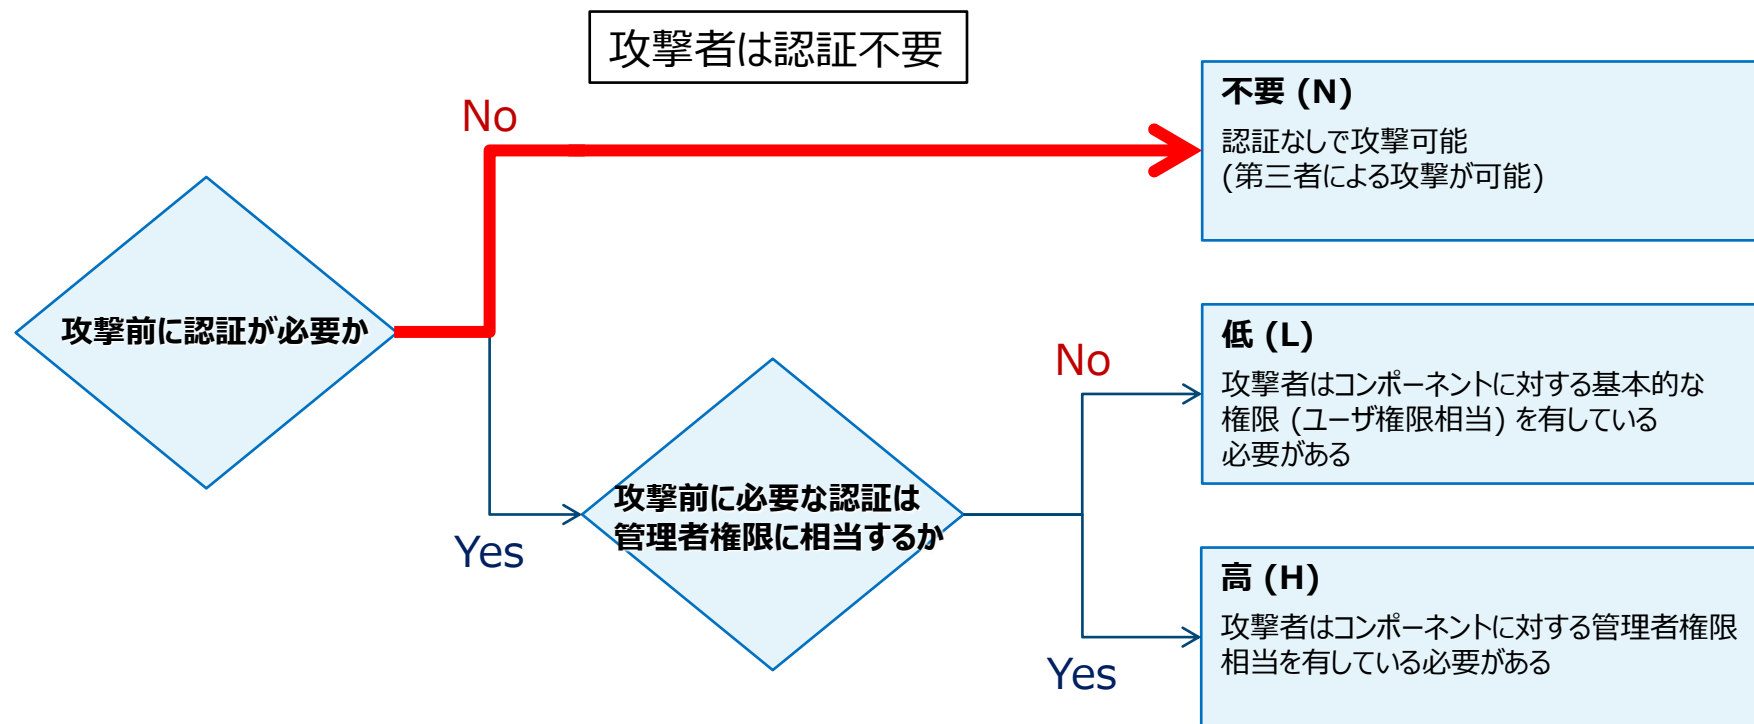 攻撃者は認証不要
No
不要 (N)
認証なしで攻撃可能
(第三者による攻撃が可能)
攻撃前に認証が必要か
No
低 (L)
攻撃者はコンポーネントに対する基本的な
権限 (ユーザ権限相当) を有している
必要がある
Yes
攻撃前に必要な認証は
管理者権限に相当するか
高 (H)
攻撃者はコンポーネントに対する管理者権限
相当を有している必要がある
Yes